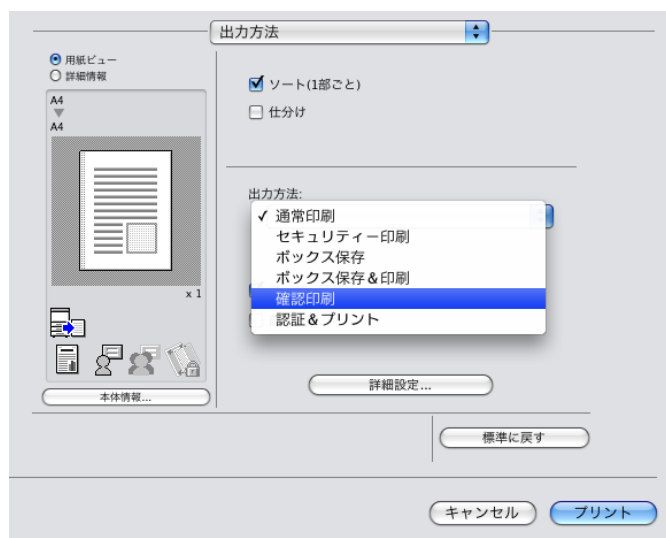 出力方法
用紙ビュー
詳細情報
A4
A4
x 1
本体情報...
ソート(1部ごと)
仕分け
出力方法:
✓ 通常印刷
セキュリティー印刷
ボックス保存
ボックス保存&印刷
確認印刷
認証&プリント
詳細設定...
標準に戻す
キャンセル
プリント